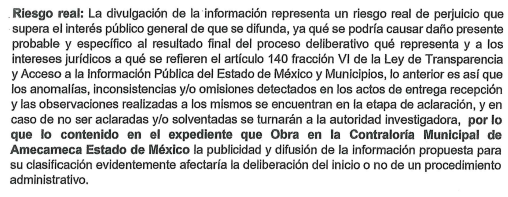 Riesgo real: La divulgación de la información representa un riesgo real de perjuicio que
supera el interés público general de que se difunda, ya qué se podría causar daño presente
probable y específico al resultado final del proceso deliberativo qué representa y a los
intereses jurídicos a qué se refieren el artículo 140 fracción VI de la Ley de Transparencia
y Acceso a la Información Pública del Estado de México y Municipios, lo anterior es así que
los anomalías, inconsistencias y/o omisiones detectados en los actos de entrega recepción
y las observaciones realizadas a los mismos se encuentran en la etapa de aclaración, y en
caso de no ser aclaradas y/o solventadas se turnarán a la autoridad investigadora, por lo
que lo contenido en el expediente que Obra en la Contraloría Municipal de
Amecameca Estado de México la publicidad y difusión de la información propuesta para
su clasificación evidentemente afectaría la deliberación del inicio o no de un procedimiento
administrativo.